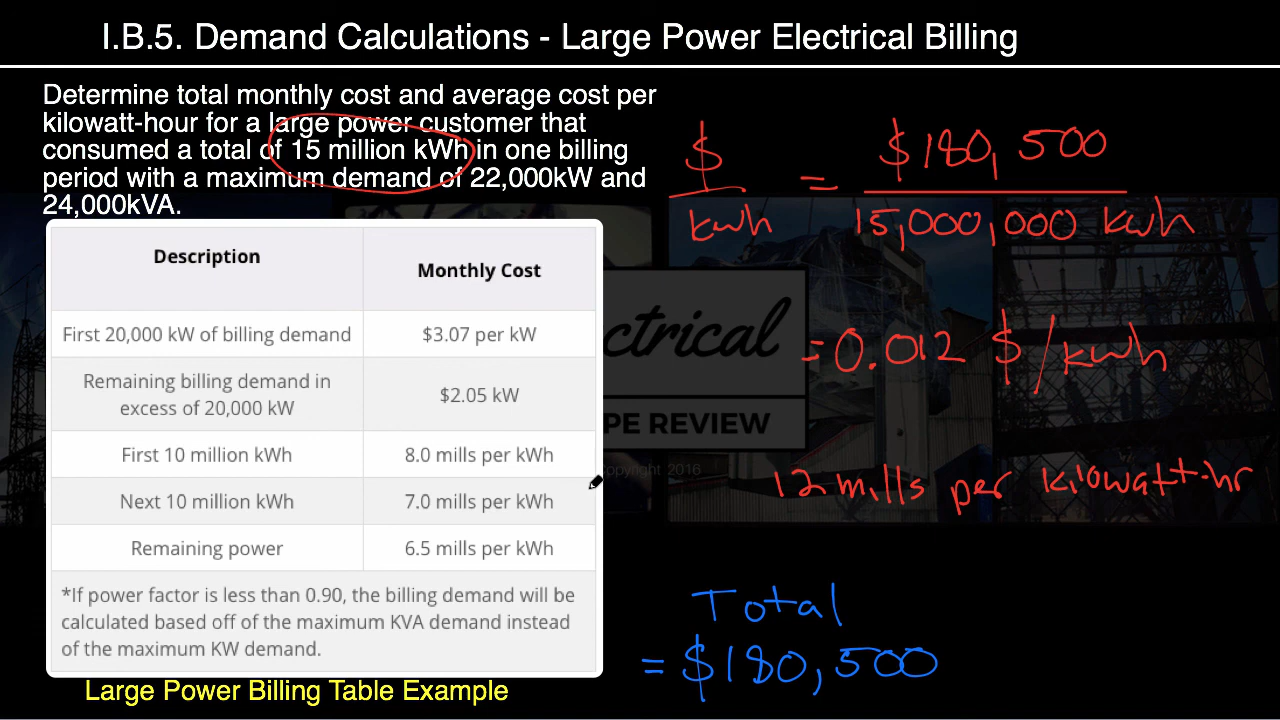 I.B.5. Demand Calculations - Large Power Electrical Billing
Determine total monthly cost and average cost per
kilowatt-hour for a large power customer that
consumed a total of 15 million kWh in one billing
period with a maximum demand of 22,000kW and
24,000kVA.
Description Monthly Cost
First 20,000 kW of billing demand $3.07 per kW
Remaining billing demand in
excess of 20,000 kW $2.05 kW
First 10 million kWh 8.0 mills per kWh
Next 10 million kWh 7.0 mills per kWh
Remaining power 6.5 mills per kWh
*If power factor is less than 0.90, the billing demand will be
calculated based off of the maximum KVA demand instead
of the maximum KW demand.
Large Power Billing Table Example
$ / kwh = $180,500 / 15,000,000 kwh
= 0.012 $/kwh
12 mills per kilowatt-hr
Total
= $180,500
ctrical
PE REVIEW
opyright 2016